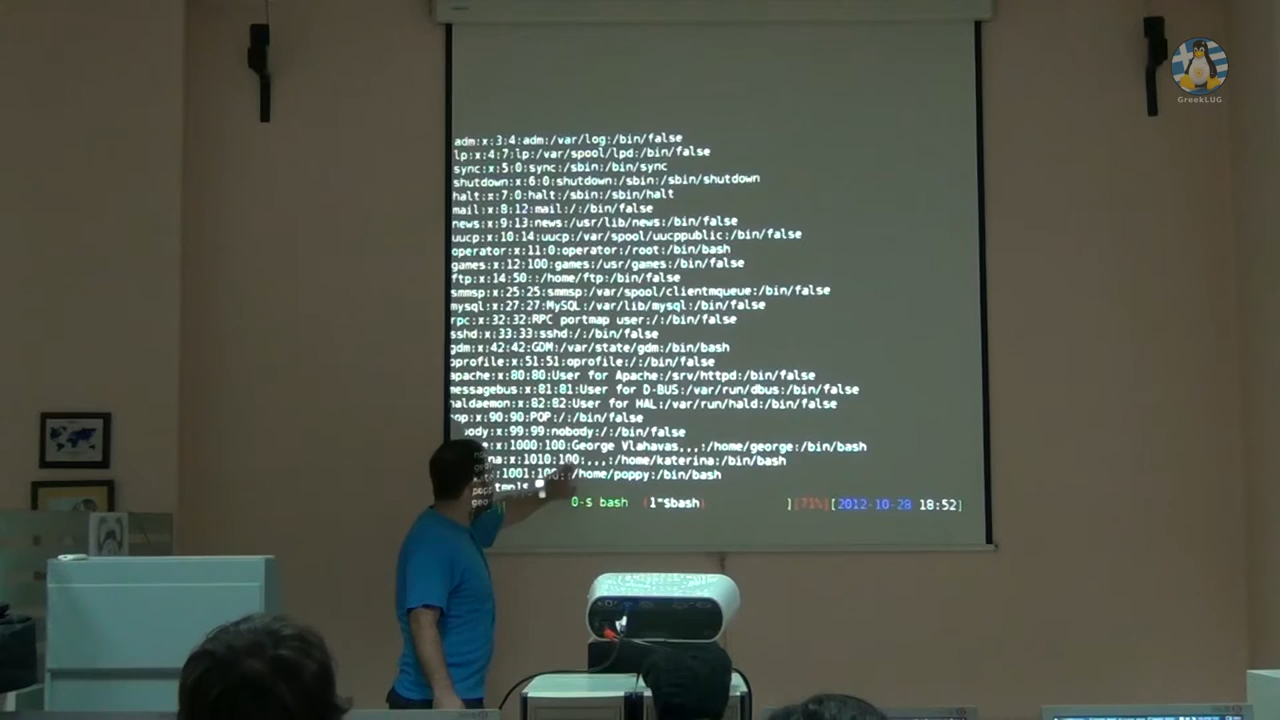 GreekLUG
adm:x:3:4:adm:/var/log:/bin/false
lp:x:4:7:lp:/var/spool/lpd:/bin/false
sync:x:5:0:sync:/sbin:/bin/sync
shutdown:x:6:0:shutdown:/sbin:/sbin/shutdown
halt:x:7:0:halt:/sbin:/sbin/halt
mail:x:8:12:mail:/:/bin/false
news:x:9:13:news:/usr/lib/news:/bin/false
uucp:x:10:14:uucp:/var/spool/uucppublic:/bin/false
operator:x:11:0:operator:/root:/bin/bash
games:x:12:100:games:/usr/games:/bin/false
ftp:x:14:50::/home/ftp:/bin/false
smmsp:x:25:25:smmsp:/var/spool/clientmqueue:/bin/false
mysql:x:27:27:MySQL:/var/lib/mysql:/bin/false
rpc:x:32:32:RPC portmap user:/:/bin/false
sshd:x:33:33:sshd:/:/bin/false
gdm:x:42:42:GDM:/var/state/gdm:/bin/bash
oprofile:x:51:51:oprofile:/:/bin/false
apache:x:80:80:User for Apache:/srv/httpd:/bin/false
messagebus:x:81:81:User for D-BUS:/var/run/dbus:/bin/false
haldaemon:x:82:82:User for HAL:/var/run/hald:/bin/false
pop:x:90:90:POP:/:/bin/false
body:x:99:99:nobody:/:/bin/false
e:x:1000:100:George Vlahavas,,,:/home/george:/bin/bash
na:x:1010:100:,,,:/home/katerina:/bin/bash
:1001:100:/home/poppy:/bin/bash
0-$ bash (1*$bash) ][71%][2012-10-28 18:52]